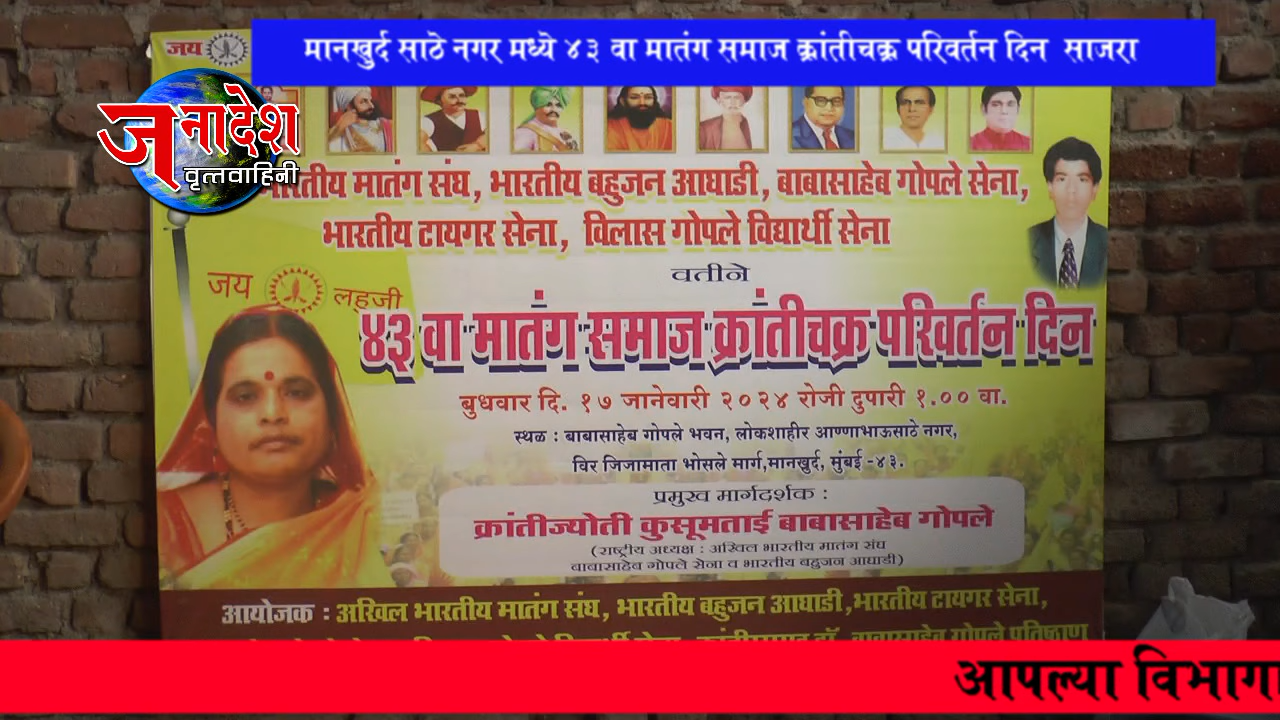 मानखुर्द साठे नगर मध्ये ४३ वा मातंग समाज क्रांतीचक्र परिवर्तन दिन साजरा
जय
जनादेश
वृत्तवाहिनी
मातंग संघ, भारतीय बहुजन आघाडी, बाबासाहेब गोपले सेना,
भारतीय टायगर सेना, विलास गोपले विद्यार्थी सेना
वतीने
जय लहुजी
४३ वा मातंग समाज क्रांतीचक्र परिवर्तन दिन
बुधवार दि. १७ जानेवारी २०२४ रोजी दुपारी १.०० वा.
स्थळ : बाबासाहेब गोपले भवन, लोकशाहीर आण्णाभाऊसाठे नगर,
विर जिजामाता भोसले मार्ग,मानखुर्द, मुंबई -४३.
प्रमुख मार्गदर्शक :
क्रांतीज्योती कुसूमताई बाबासाहेब गोपले
(राष्ट्रीय अध्यक्ष : अखिल भारतीय मातंग संघ
बाबासाहेब गोपले सेना व भारतीय बहुजन आघाडी)
आयोजक : अखिल भारतीय मातंग संघ, भारतीय बहुजन आघाडी,भारतीय टायगर सेना,
बाबासाहेब गोपले प्रतिष्ठाण
आपल्या विभागा